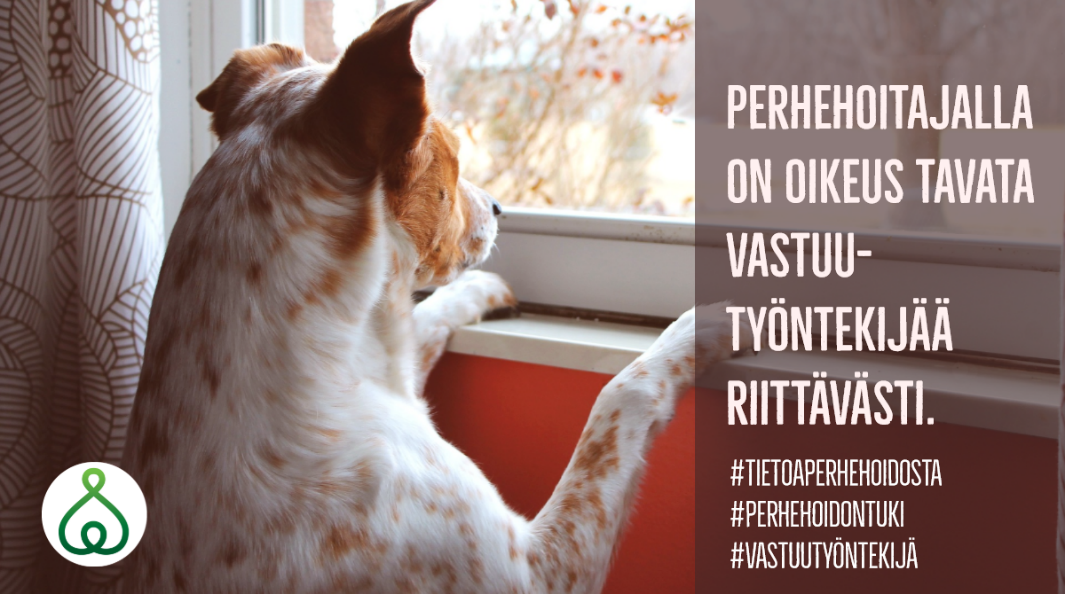 PERHEHOITAJALLA
ON OIKEUS TAVATA
VASTUU-
TYÖNTEKIJÄÄ
RIITTÄVÄSTI.
#TIETOAPERHEHOIDOSTA
#PERHEHOIDONTUKI
#VASTUUTYÖNTEKIJÄ